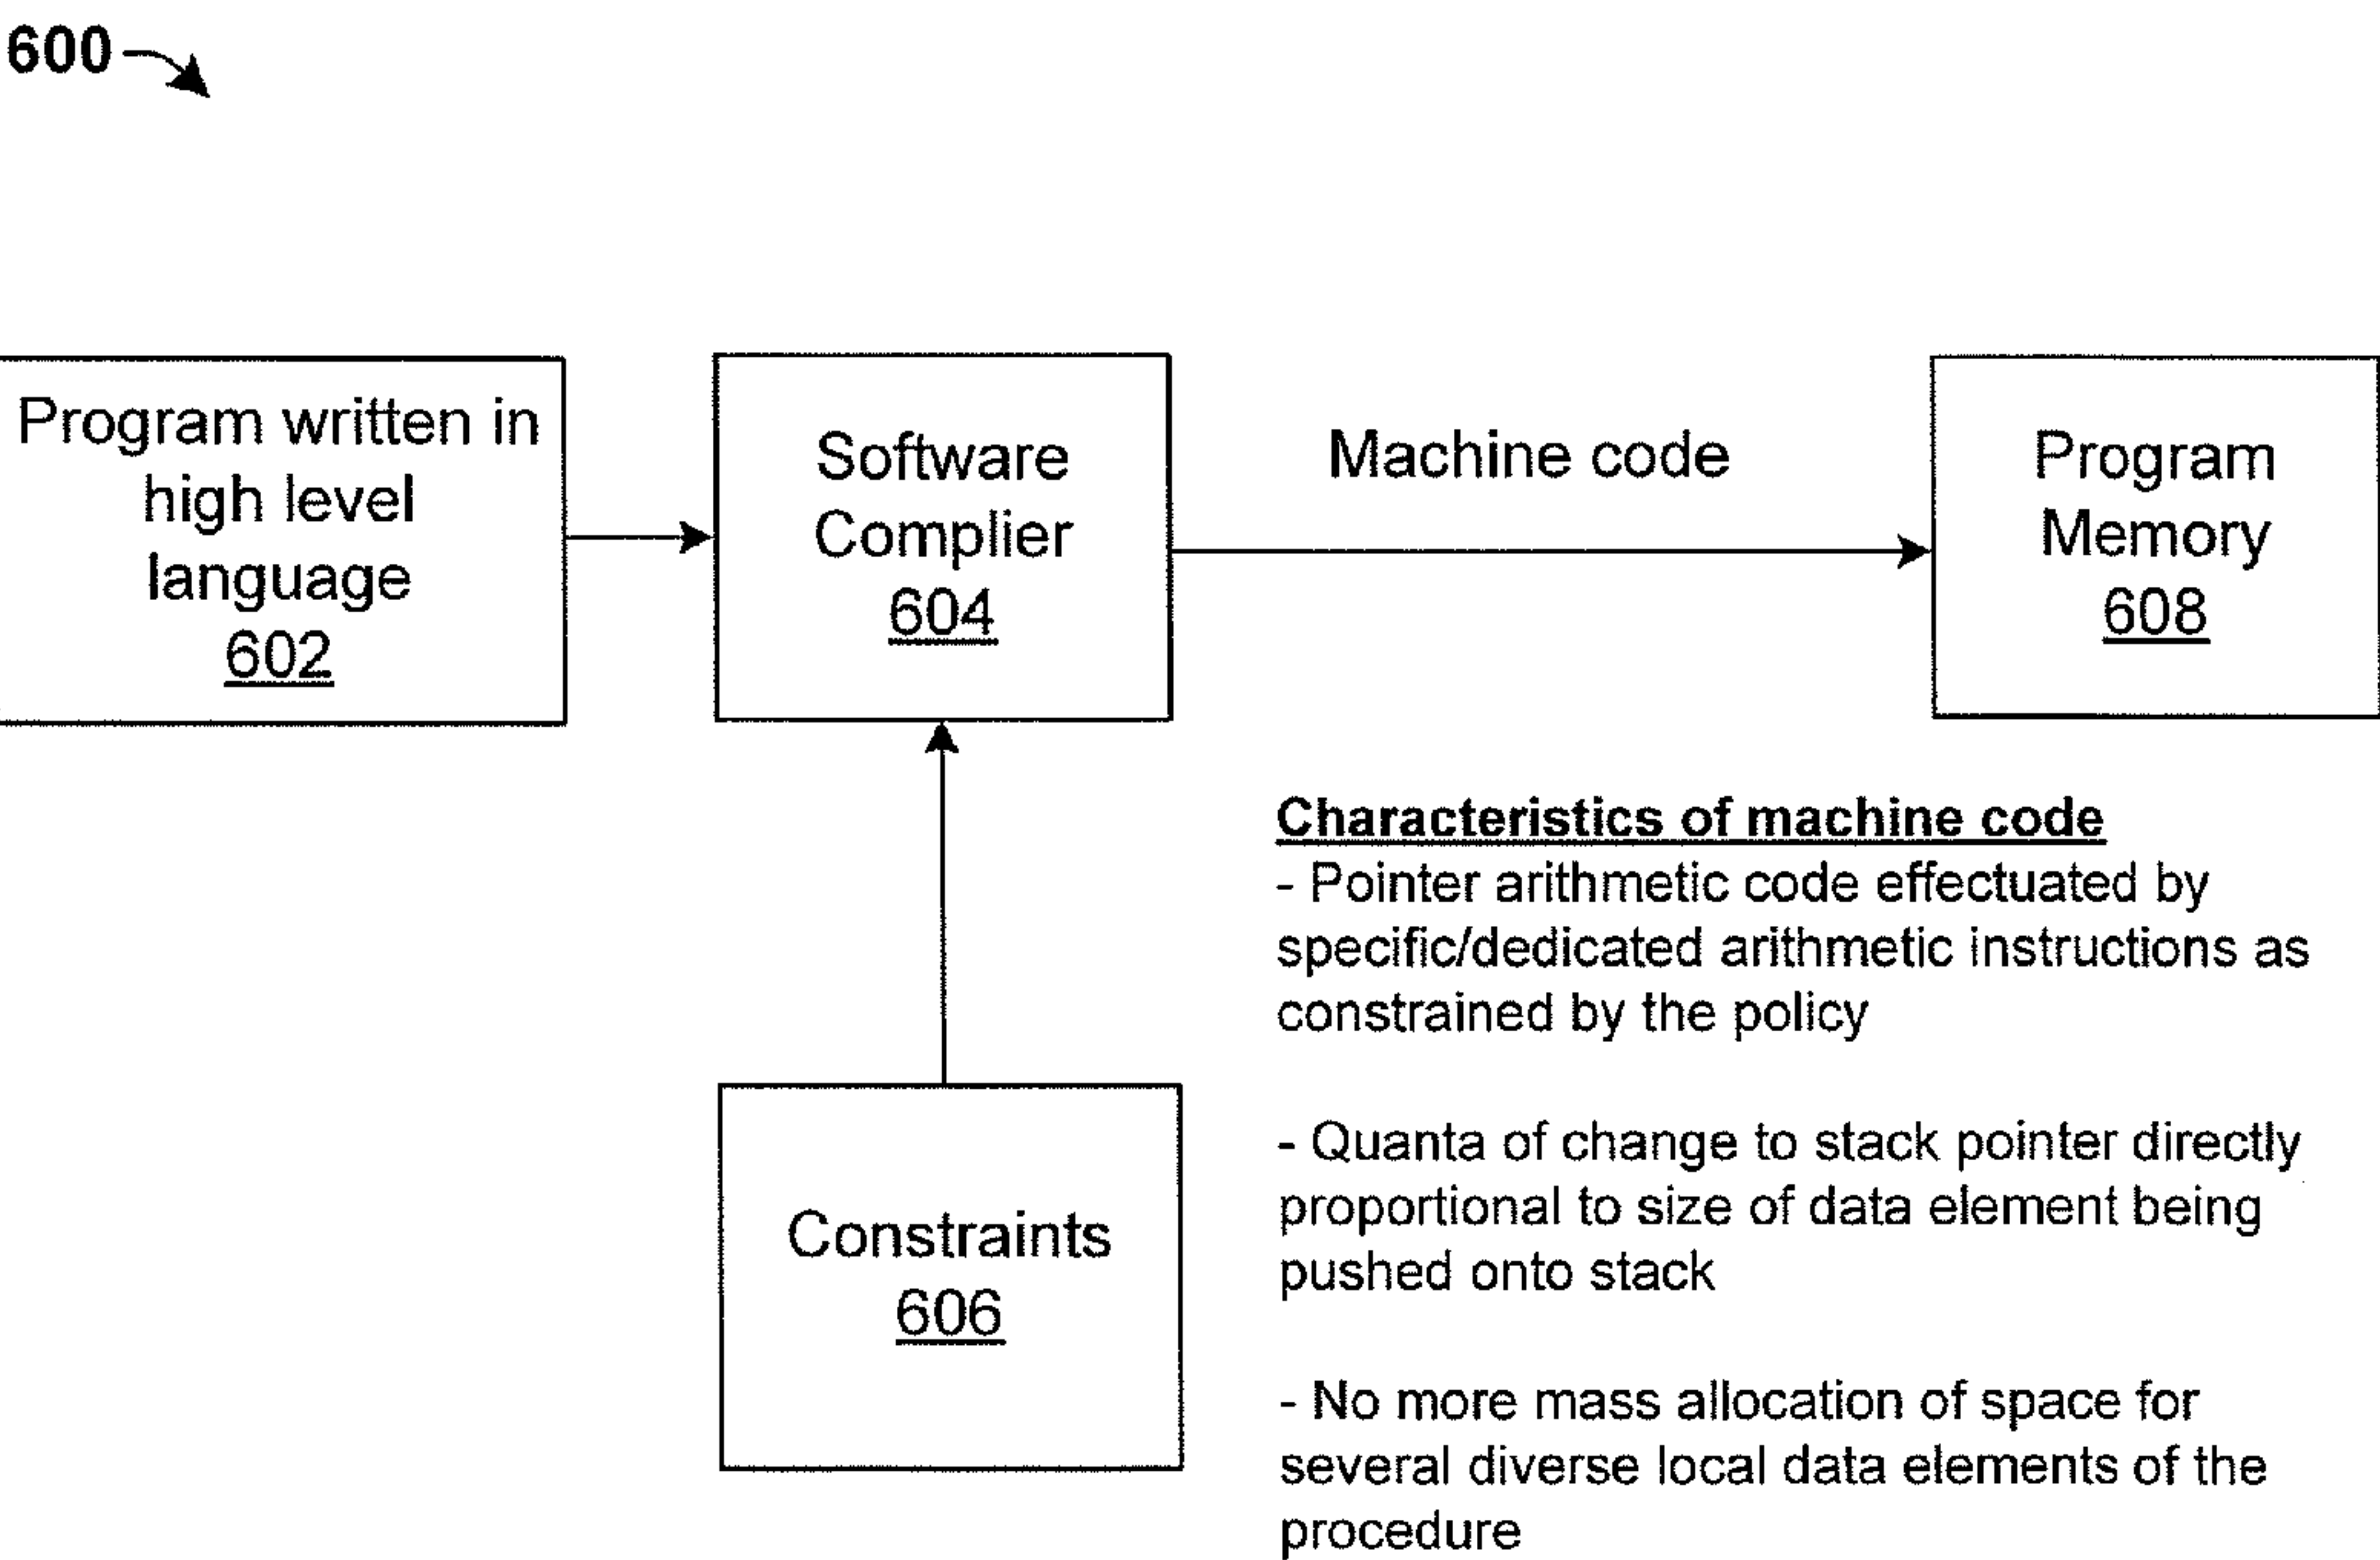 600
Program written in
high level
language
602
Software
Complier
604
Machine code
Program
Memory
608
Constraints
606
Characteristics of machine code
- Pointer arithmetic code effectuated by
specific/dedicated arithmetic instructions as
constrained by the policy
- Quanta of change to stack pointer directly
proportional to size of data element being
pushed onto stack
- No more mass allocation of space for
several diverse local data elements of the
procedure